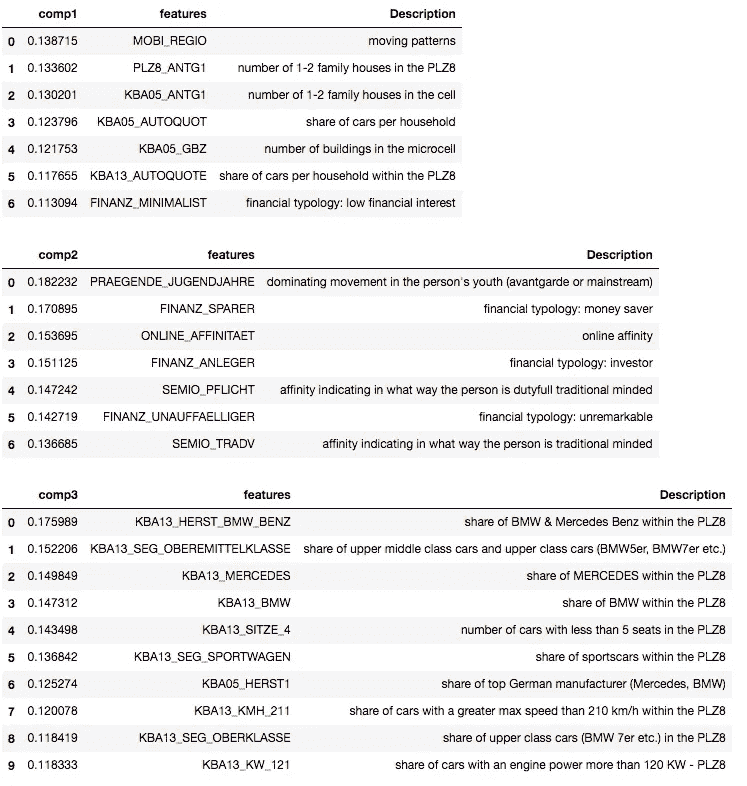 comp1 features Description
0 0.138715 MOBI_REGIO moving patterns
1 0.133602 PLZ8_ANTG1 number of 1-2 family houses in the PLZ8
2 0.130201 KBA05_ANTG1 number of 1-2 family houses in the cell
3 0.123796 KBA05_AUTOQUOT share of cars per household
4 0.121753 KBA05_GBZ number of buildings in the microcell
5 0.117655 KBA13_AUTOQUOTE share of cars per household within the PLZ8
6 0.113094 FINANZ_MINIMALIST financial typology: low financial interest
comp2 features Description
0 0.182232 PRAEGENDE_JUGENDJAHRE dominating movement in the person's youth (avantgarde or mainstream)
1 0.170895 FINANZ_SPARER financial typology: money saver
2 0.153695 ONLINE_AFFINITAET online affinity
3 0.151125 FINANZ_ANLEGER financial typology: investor
4 0.147242 SEMIO_PFLICHT affinity indicating in what way the person is dutyfull traditional minded
5 0.142719 FINANZ_UNAUFFAELLIGER financial typology: unremarkable
6 0.136685 SEMIO_TRADV affinity indicating in what way the person is traditional minded
comp3 features Description
0 0.175989 KBA13_HERST_BMW_BENZ share of BMW & Mercedes Benz within the PLZ8
1 0.152206 KBA13_SEG_OBEREMITTELKLASSE share of upper middle class cars and upper class cars (BMW5er, BMW7er etc.)
2 0.149849 KBA13_MERCEDES share of MERCEDES within the PLZ8
3 0.147312 KBA13_BMW share of BMW within the PLZ8
4 0.143498 KBA13_SITZE_4 number of cars with less than 5 seats in the PLZ8
5 0.136842 KBA13_SEG_SPORTWAGEN share of sportscars within the PLZ8
6 0.125274 KBA05_HERST1 share of top German manufacturer (Mercedes, BMW)
7 0.120078 KBA13_KMH_211 share of cars with a greater max speed than 210 km/h within the PLZ8
8 0.118419 KBA13_SEG_OBERKLASSE share of upper class cars (BMW 7er etc.) in the PLZ8
9 0.118333 KBA13_KW_121 share of cars with an engine power more than 120 KW - PLZ8